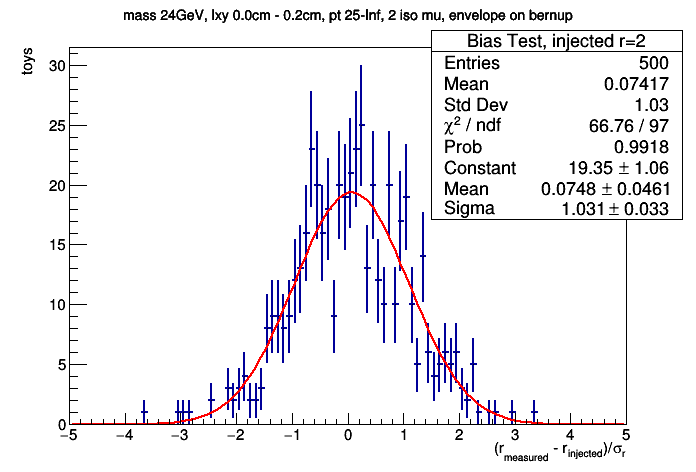 mass 24GeV, lxy 0.0cm - 0.2cm, pt 25-Inf, 2 iso mu, envelope on bernup
Bias Test, injected r=2
Entries 500
Mean 0.07417
Std Dev 1.03
χ² / ndf 66.76 / 97
Prob 0.9918
Constant 19.35 ± 1.06
Mean 0.0748 ± 0.0461
Sigma 1.031 ± 0.033
toys
30
25
20
15
10
5
0
−5 −4 −3 −2 −1 0 1 2 3 4 5
(r_measured - r_injected)/σ_r